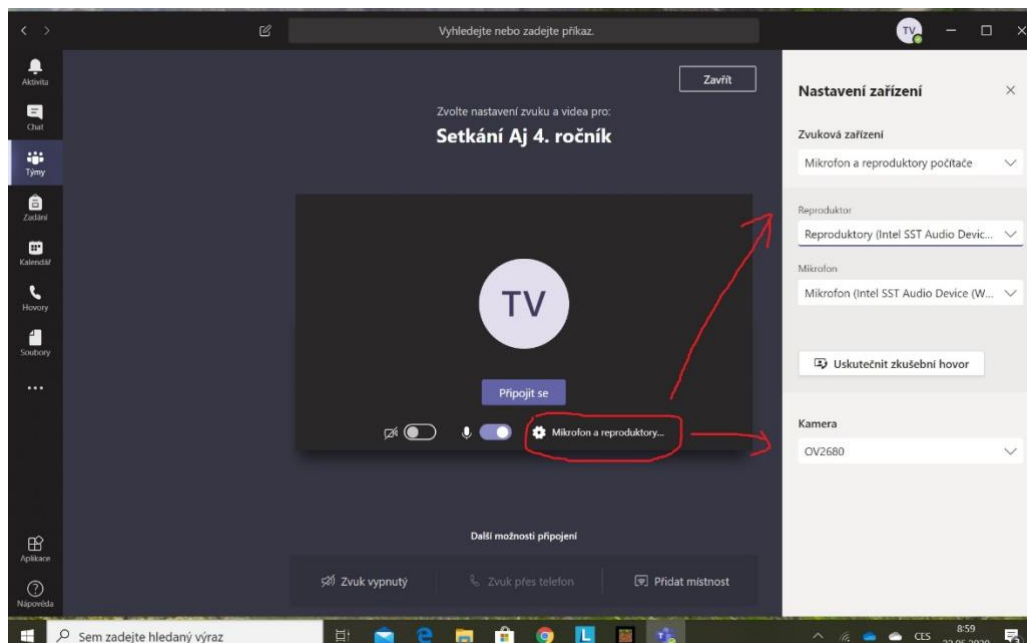 Vyhledejte nebo zadejte příkaz.
TV
Aktivita
Chat
Týmy
Zadání
Kalendář
Hovory
Soubory
Aplikace
Nápověda
Zavřít
Zvolte nastavení zvuku a videa pro:
Setkání Aj 4. ročník
TV
Připojit se
Mikrofon a reproduktory...
Další možnosti připojení
Zvuk vypnutý
Zvuk přes telefon
Přidat místnost
Nastavení zařízení
Zvuková zařízení
Mikrofon a reproduktory počítače
Reproduktor
Reproduktory (Intel SST Audio Devic...
Mikrofon
Mikrofon (Intel SST Audio Device (W...
Uskutečnit zkušební hovor
Kamera
OV2680
Sem zadejte hledaný výraz
L
CES
8:59